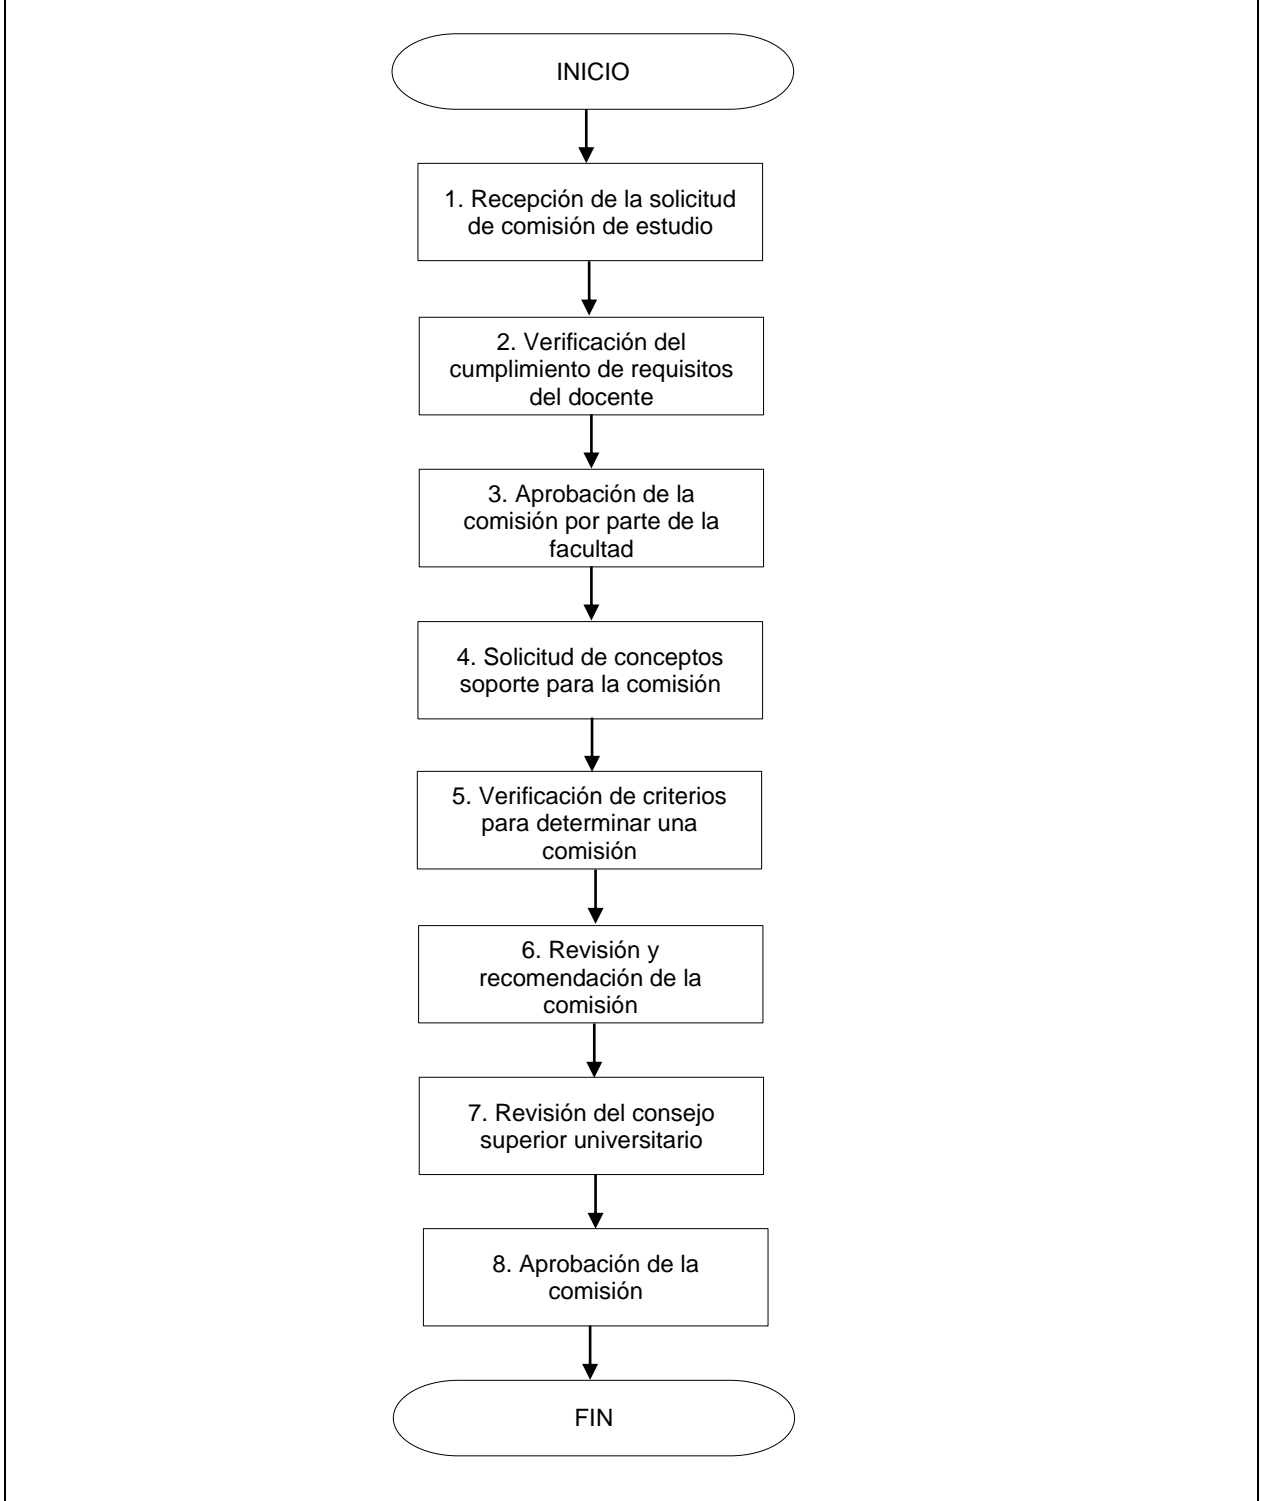 INICIO
1. Recepción de la solicitud
de comisión de estudio
2. Verificación del
cumplimiento de requisitos
del docente
3. Aprobación de la
comisión por parte de la
facultad
4. Solicitud de conceptos
soporte para la comisión
5. Verificación de criterios
para determinar una
comisión
6. Revisión y
recomendación de la
comisión
7. Revisión del consejo
superior universitario
8. Aprobación de la
comisión
FIN